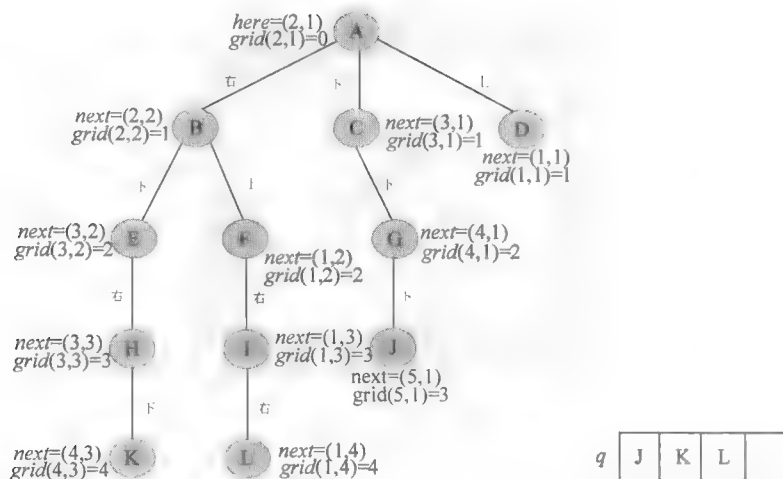 here=(2,1)
grid(2,1)=0
A
右
下
上
next=(2,2)
grid(2,2)=1
B
C
next=(3,1)
grid(3,1)=1
D
next=(1,1)
grid(1,1)=1
下
上
下
next=(3,2)
grid(3,2)=2
E
F
next=(1,2)
grid(1,2)=2
G
next=(4,1)
grid(4,1)=2
右
右
下
next=(3,3)
grid(3,3)=3
H
I
next=(1,3)
grid(1,3)=3
J
next=(5,1)
grid(5,1)=3
下
右
next=(4,3)
grid(4,3)=4
K
L
next=(1,4)
grid(1,4)=4
q J K L